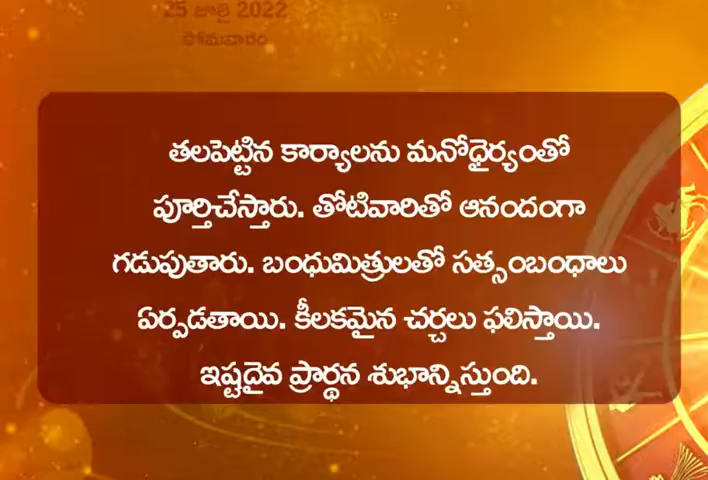 25 జూలై 2022
సోమవారం
తలపెట్టిన కార్యాలను మనోధైర్యంతో
పూర్తిచేస్తారు. తోటివారితో ఆనందంగా
గడుపుతారు. బంధుమిత్రులతో సత్సంబంధాలు
ఏర్పడతాయి. కీలకమైన చర్చలు ఫలిస్తాయి.
ఇష్టదైవ ప్రార్థన శుభాన్నిస్తుంది.